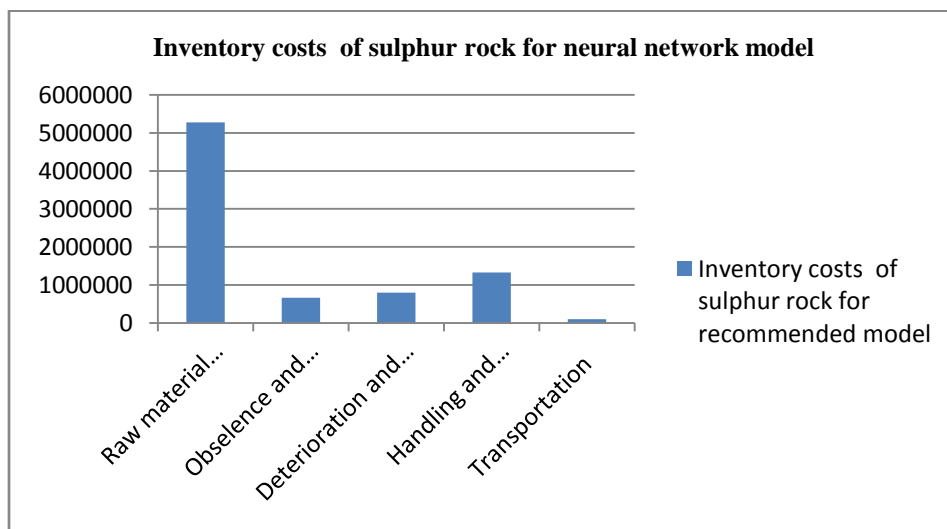 Inventory costs of sulphur rock for neural network model
6000000
5000000
4000000
3000000
2000000
1000000
0
Raw material...
Obselence and...
Deterioration and...
Handling and...
Transportation
Inventory costs of
sulphur rock for
recommended model